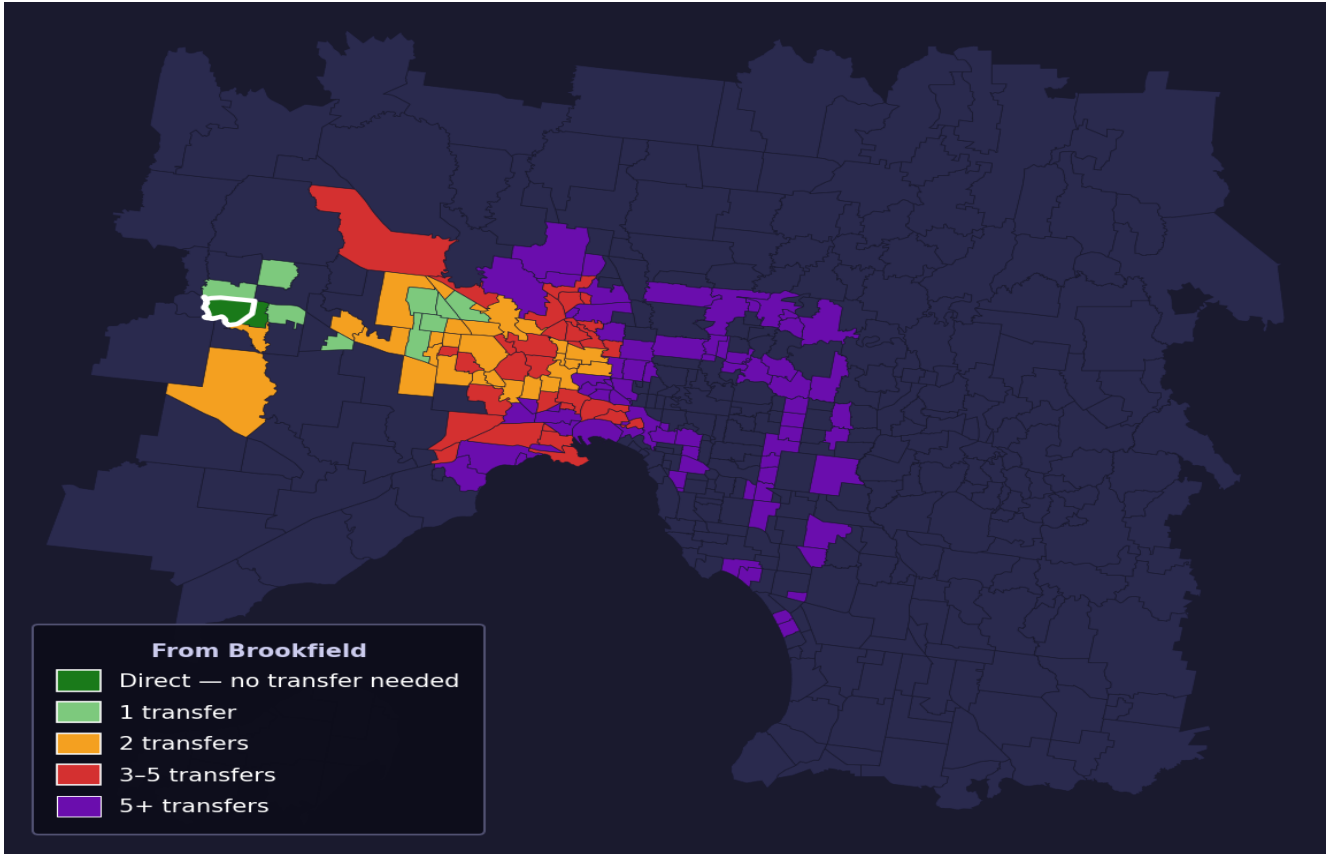 From Brookfield
Direct — no transfer needed
1 transfer
2 transfers
3–5 transfers
5+ transfers